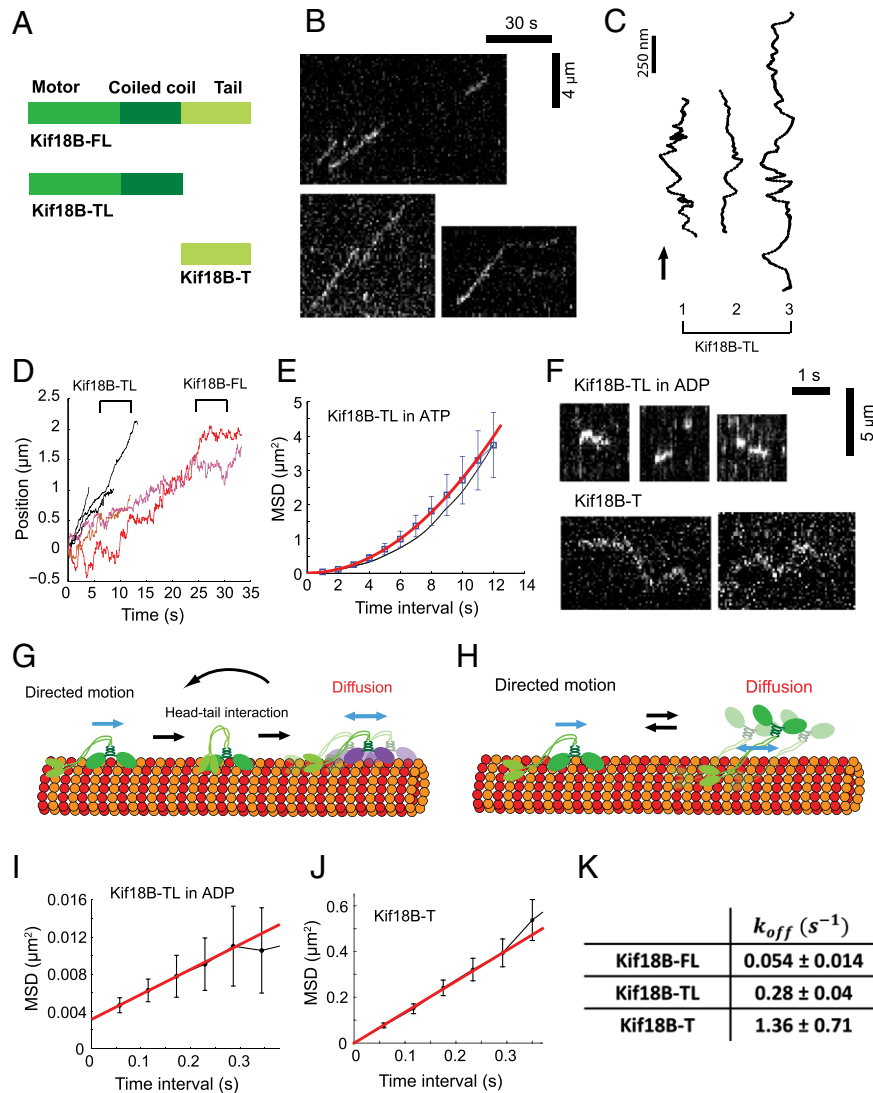 A
Motor Coiled coil Tail
Kif18B-FL
Kif18B-TL
Kif18B-T
B
30 s
4 μm
C
250 nm
1 2 3
Kif18B-TL
D
Kif18B-TL Kif18B-FL
Position (μm)
2.5
2
1.5
1
0.5
0
−0.5
0 5 10 15 20 25 30 35
Time (s)
E
Kif18B-TL in ATP
MSD (μm²)
5
4
3
2
1
0
0 2 4 6 8 10 12 14
Time interval (s)
F
Kif18B-TL in ADP
1 s
5 μm
Kif18B-T
G
Directed motion
Head-tail interaction
Diffusion
H
Directed motion
Diffusion
I
Kif18B-TL in ADP
MSD (μm²)
0.016
0.012
0.008
0.004
0
0 0.1 0.2 0.3
Time interval (s)
J
Kif18B-T
MSD (μm²)
0.6
0.4
0.2
0
0 0.1 0.2 0.3
Time interval (s)
K
k_off (s⁻¹)
Kif18B-FL 0.054 ± 0.014
Kif18B-TL 0.28 ± 0.04
Kif18B-T 1.36 ± 0.71